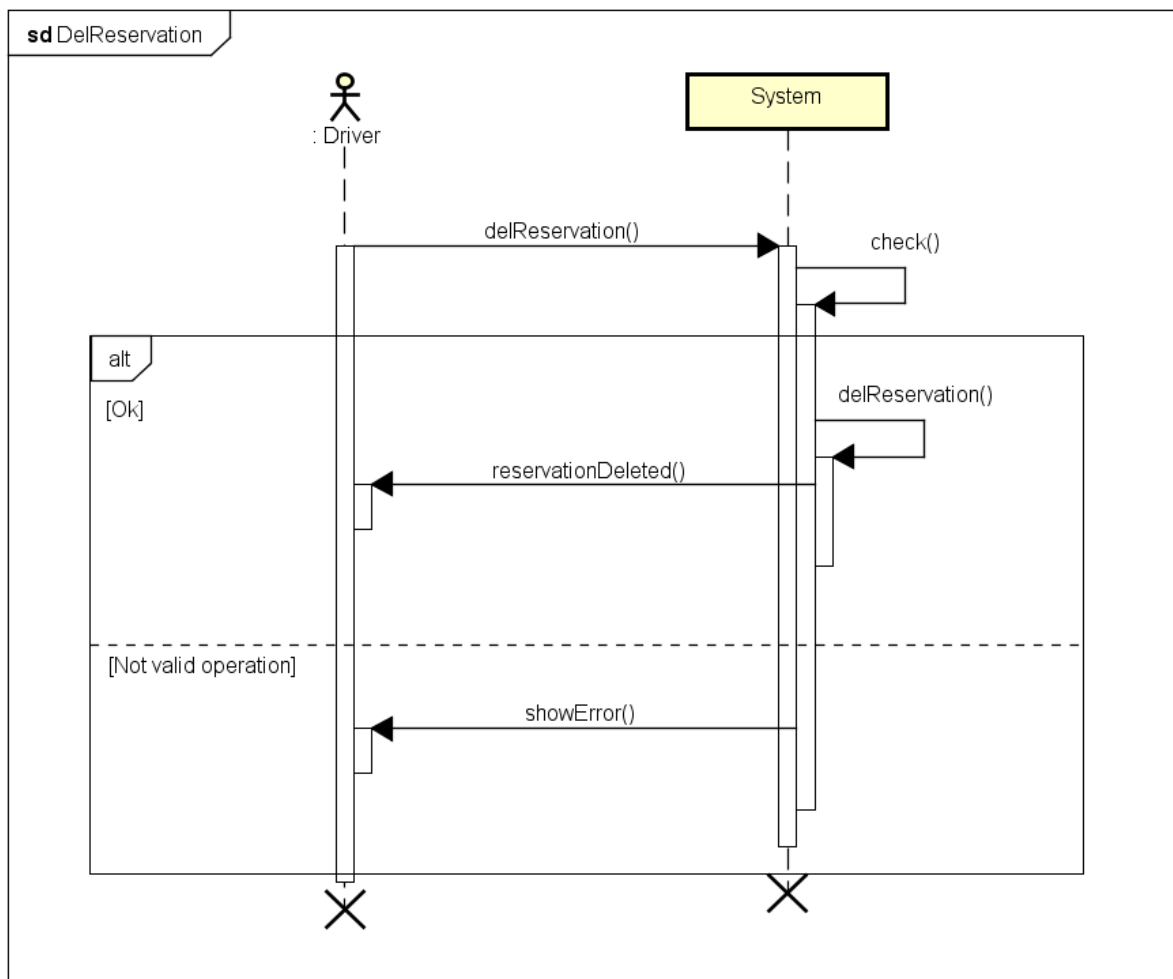 sd DelReservation
: Driver
System
delReservation()
check()
alt
[Ok]
delReservation()
reservationDeleted()
[Not valid operation]
showError()